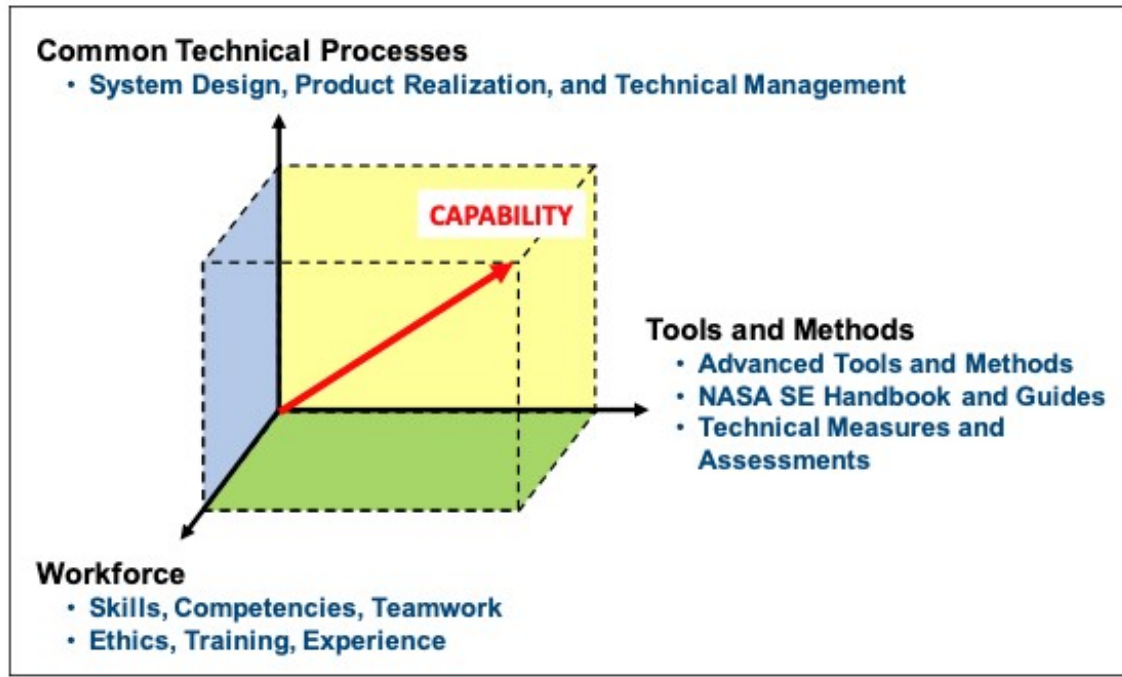 Common Technical Processes
• System Design, Product Realization, and Technical Management
CAPABILITY
Tools and Methods
• Advanced Tools and Methods
• NASA SE Handbook and Guides
• Technical Measures and
Assessments
Workforce
• Skills, Competencies, Teamwork
• Ethics, Training, Experience